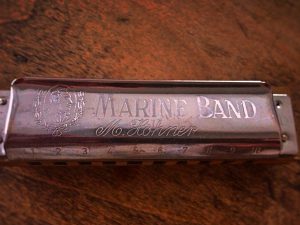 MARINE BAND
M. Hohner
1 2 3 4 5 6 7 8 9 10